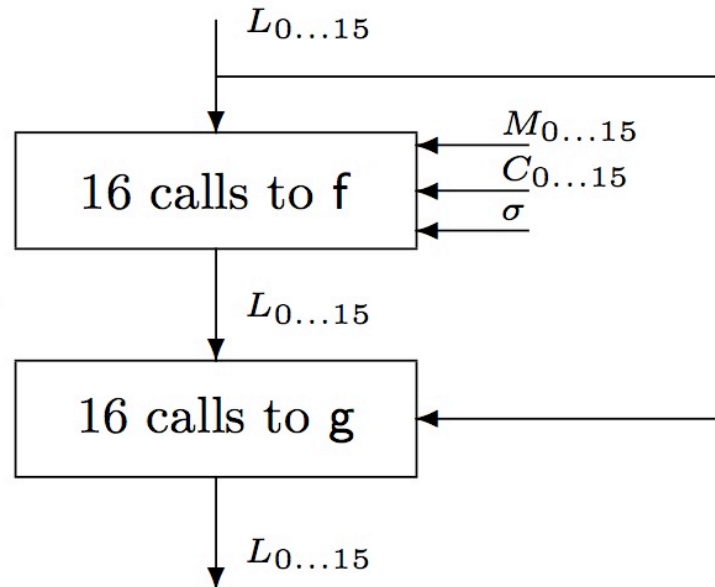 L₀…₁₅
M₀…₁₅
C₀…₁₅
16 calls to f
σ
L₀…₁₅
16 calls to g
L₀…₁₅